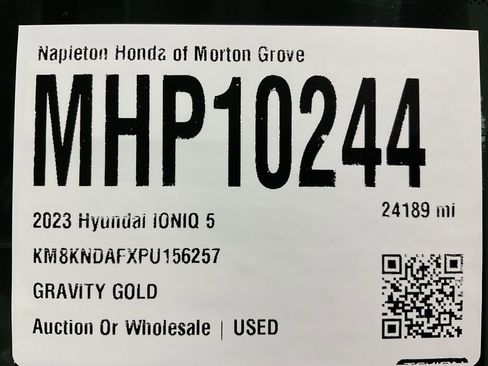 Napleton Honda of Morton Grove
MHP10244
24189 mi
2023 Hyundai IONIQ 5
KM8KNDAFXPU156257
GRAVITY GOLD
Auction Or Wholesale | USED